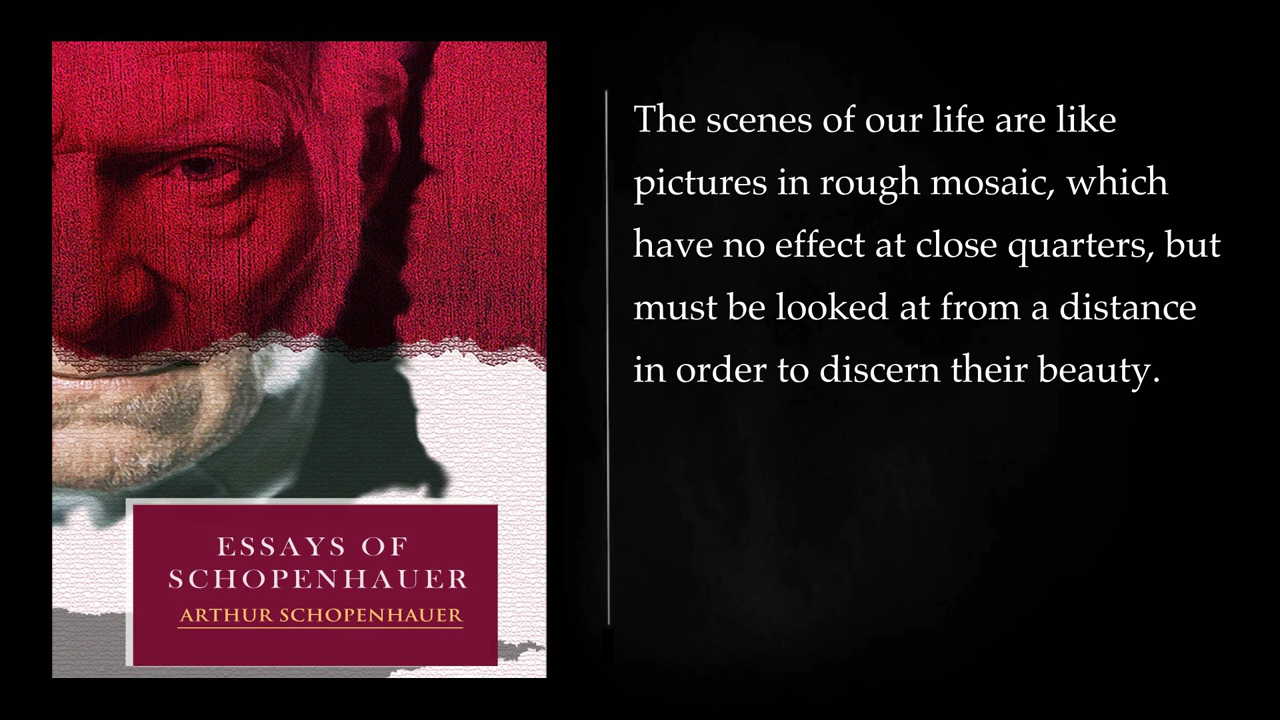 ESSAYS OF
SCHOPENHAUER
ARTHUR SCHOPENHAUER
The scenes of our life are like
pictures in rough mosaic, which
have no effect at close quarters, but
must be looked at from a distance
in order to discern their beauty.